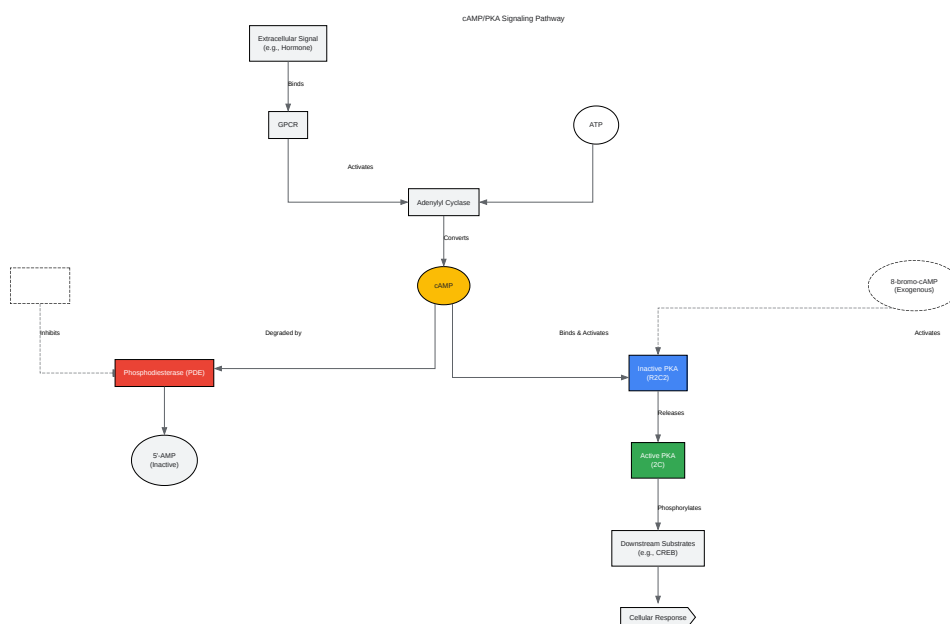 cAMP/PKA Signaling Pathway
Extracellular Signal
(e.g., Hormone)
Binds
GPCR
ATP
Activates
Adenylyl Cyclase
Converts
cAMP
8-bromo-cAMP
(Exogenous)
Inhibits
Degraded by
Binds & Activates
Activates
Phosphodiesterase (PDE)
Inactive PKA
(R2C2)
Releases
5'-AMP
(Inactive)
Active PKA
(2C)
Phosphorylates
Downstream Substrates
(e.g., CREB)
Cellular Response